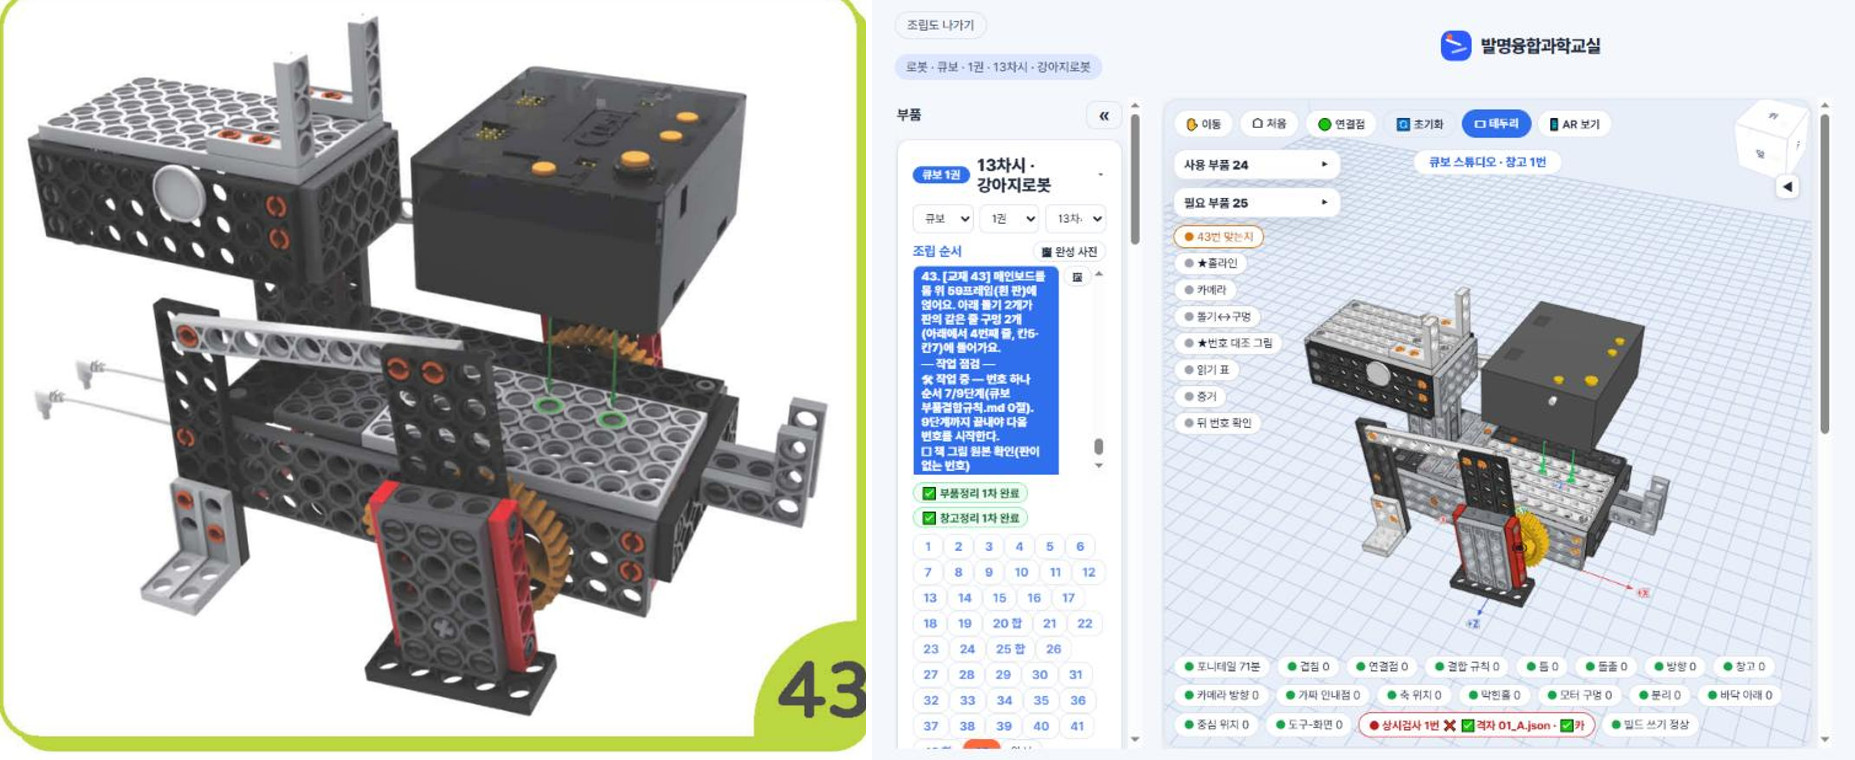 43
조립도 나가기
로봇 · 큐보 · 1권 · 13차시 · 강아지로봇
발명융합과학교실
부품
«
큐보 1권
13차시 ·
강아지로봇
큐보
1권
13차.
조립 순서
완성 사진
43. [교재 43] 메인보드를
몸 위 59프레임(흰 판)에
얹어요. 아래 돌기 2개가
판의 같은 줄 구멍 2개
(아래에서 4번째 줄, 칸5·
칸7)에 들어가요.
— 작업 점검 —
🛠 작업 중 — 번호 하나
순서 7/9단계(큐보
부품결합규칙.md 0절).
9단계까지 끝내야 다음
번호를 시작한다.
☐ 책 그림 원본 확인(판이
없는 번호)
부품정리 1차 완료
창고정리 1차 완료
1 2 3 4 5 6
7 8 9 10 11 12
13 14 15 16 17
18 19 20 합 21 22
23 24 25 합 26
27 28 29 30 31
32 33 34 35 36
37 38 39 40 41
이동
처음
연결점
초기화
테두리
AR 보기
큐보 스튜디오 · 창고 1번
사용 부품 24
필요 부품 25
43번 맞는지
★홀라인
카메라
돌기↔구멍
★번호 대조 그림
읽기 표
증거
뒤 번호 확인
+X
+Z
포니테일 71분
겹침 0
연결점 0
결합 규칙 0
틈 0
돌출 0
방향 0
창고 0
카메라 방향 0
가짜 안내점 0
축 위치 0
막힌홀 0
모터 구멍 0
분리 0
바닥 아래 0
중심 위치 0
도구-화면 0
상시검사 1번 ❌ ✅격자 01_A.json · ✅카
빌드 쓰기 정상